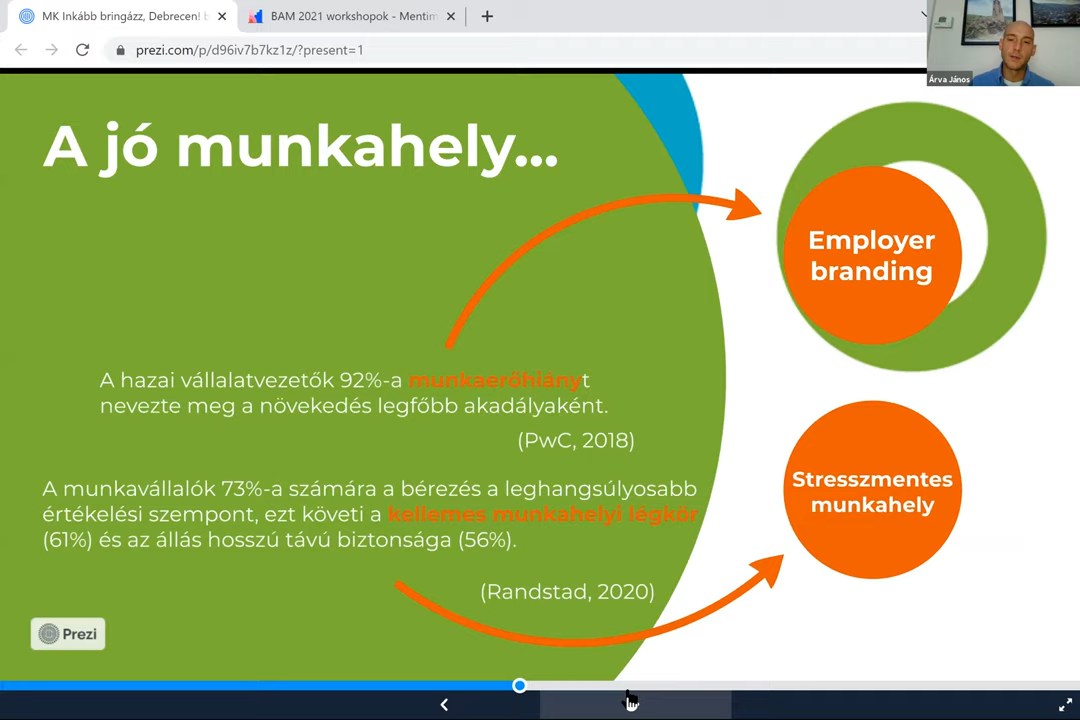 MK Inkább bringázz, Debrecen!
BAM 2021 workshopok - Mentim
prezi.com/p/d96iv7b7kz1z/?present=1
Árva János
A jó munkahely...
Employer
branding
A hazai vállalatvezetők 92%-a munkaerőhiányt
nevezte meg a növekedés legfőbb akadályaként.
(PwC, 2018)
A munkavállalók 73%-a számára a bérezés a leghangsúlyosabb
értékelési szempont, ezt követi a kellemes munkahelyi légkör
(61%) és az állás hosszú távú biztonsága (56%).
(Randstad, 2020)
Stresszmentes
munkahely
Prezi